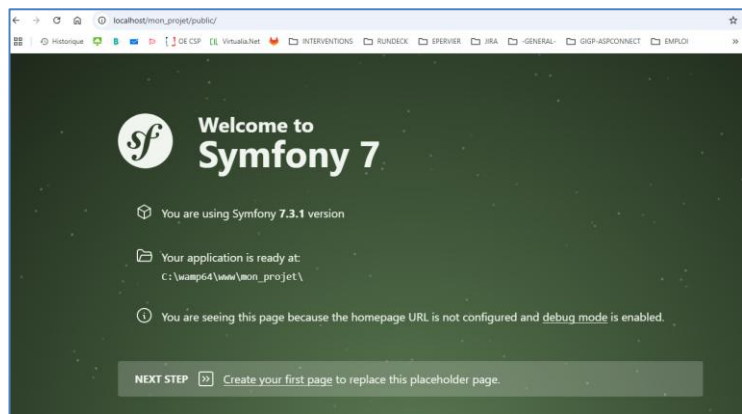 localhost/mon_projet/public/
Historique B [ ] OE CSP Virtualia.Net INTERVENTIONS RUNDECK EPERVIER JIRA -GENERAL- GIGP-ASPCONNECT EMPLOI »
sf
Welcome to
Symfony 7
You are using Symfony 7.3.1 version
Your application is ready at:
C:\wamp64\www\mon_projet\
You are seeing this page because the homepage URL is not configured and debug mode is enabled.
NEXT STEP Create your first page to replace this placeholder page.